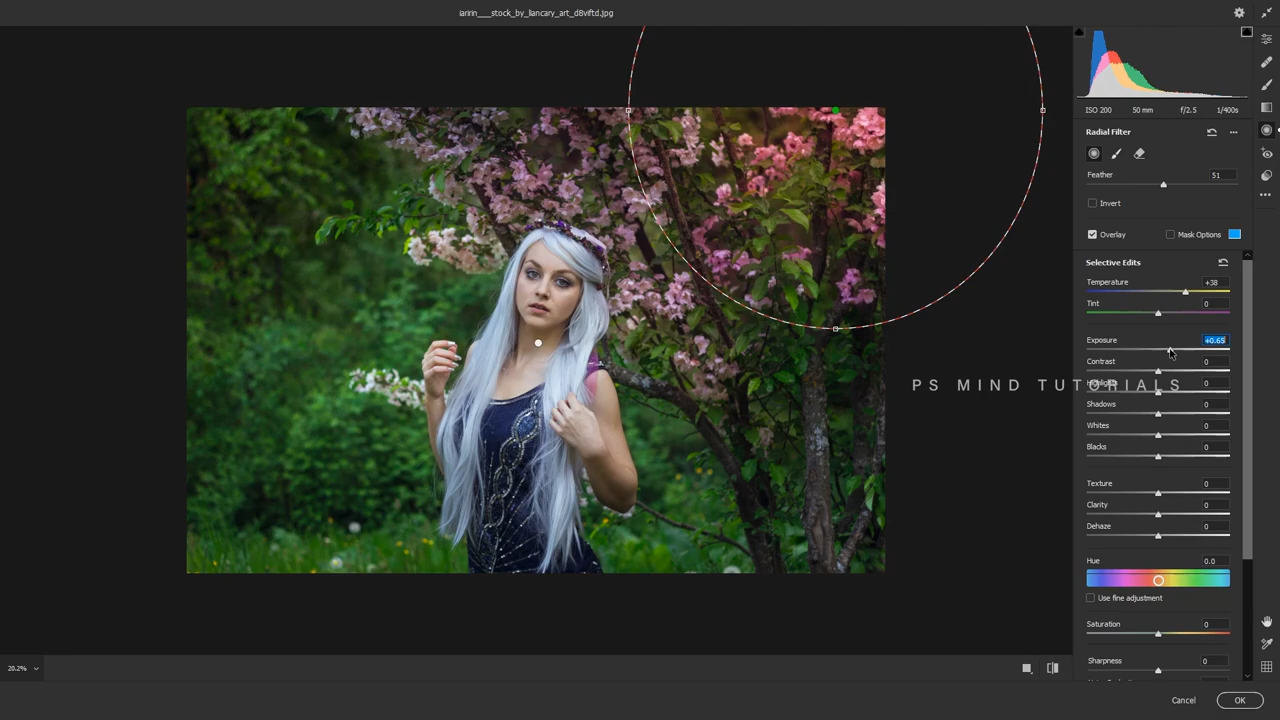 iaririn___stock_by_liancary_art_d8viftd.jpg
ISO 200 50 mm f/2.5 1/400s
Radial Filter
Feather 51
Invert
Overlay Mask Options
Selective Edits
Temperature +38
Tint 0
Exposure +0.65
Contrast 0
PS MIND TUTORIALS
Highlights 0
Shadows 0
Whites 0
Blacks 0
Texture 0
Clarity 0
Dehaze 0
Hue 0.0
Use fine adjustment
Saturation 0
Sharpness 0
20.2%
Cancel OK